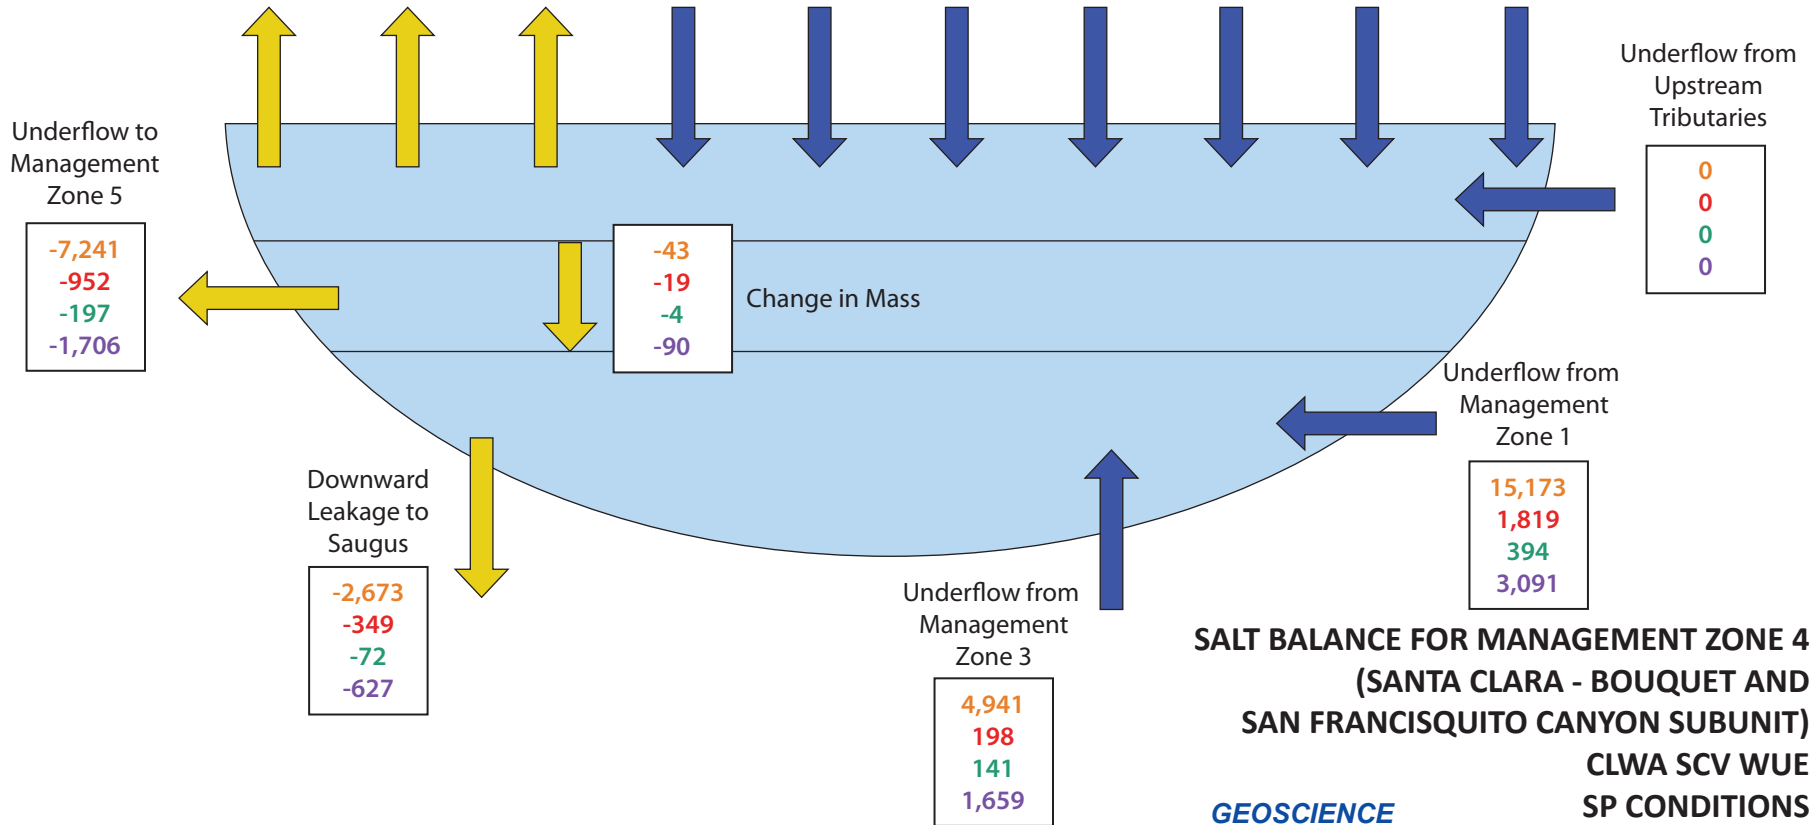 Underflow from
Upstream
Tributaries
0
0
0
0
Underflow to
Management
Zone 5
-7,241
-952
-197
-1,706
-43
-19
-4
-90
Change in Mass
Underflow from
Management
Zone 1
15,173
1,819
394
3,091
Downward
Leakage to
Saugus
-2,673
-349
-72
-627
Underflow from
Management
Zone 3
4,941
198
141
1,659
SALT BALANCE FOR MANAGEMENT ZONE 4
(SANTA CLARA - BOUQUET AND
SAN FRANCISQUITO CANYON SUBUNIT)
CLWA SCV WUE
SP CONDITIONS
GEOSCIENCE